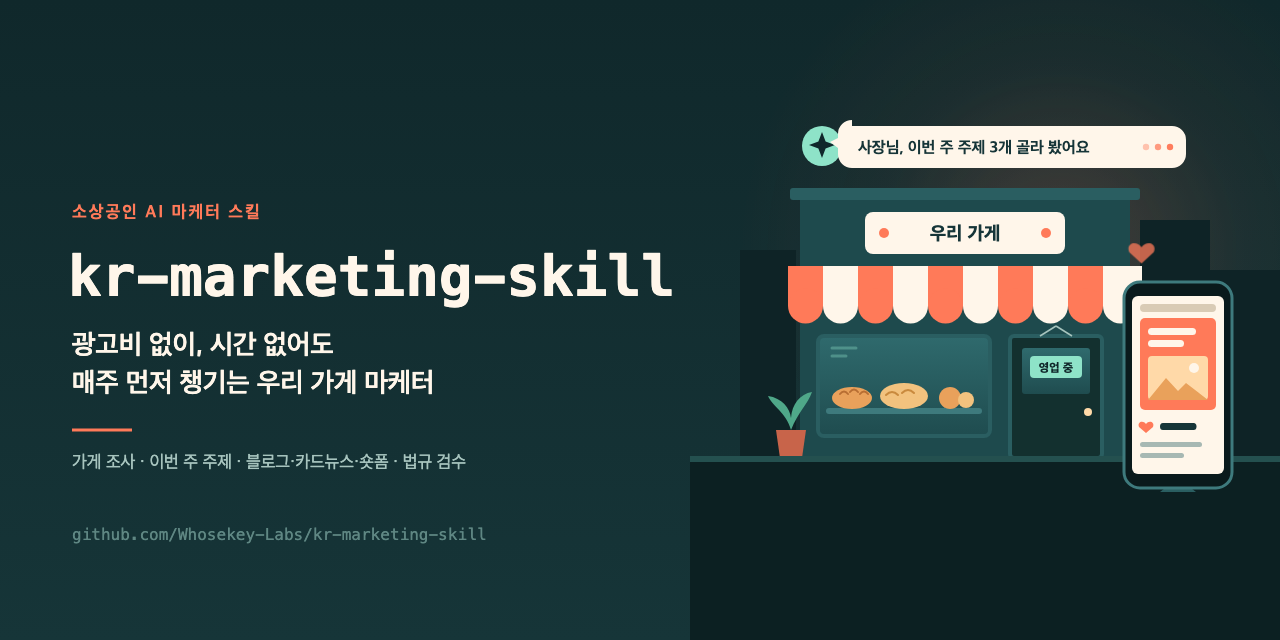 소상공인 AI 마케터 스킬
kr-marketing-skill
광고비 없이, 시간 없어도
매주 먼저 챙기는 우리 가게 마케터
가게 조사 · 이번 주 주제 · 블로그·카드뉴스·숏폼 · 법규 검수
github.com/Whosekey-Labs/kr-marketing-skill
사장님, 이번 주 주제 3개 골라 봤어요
우리 가게
영업 중